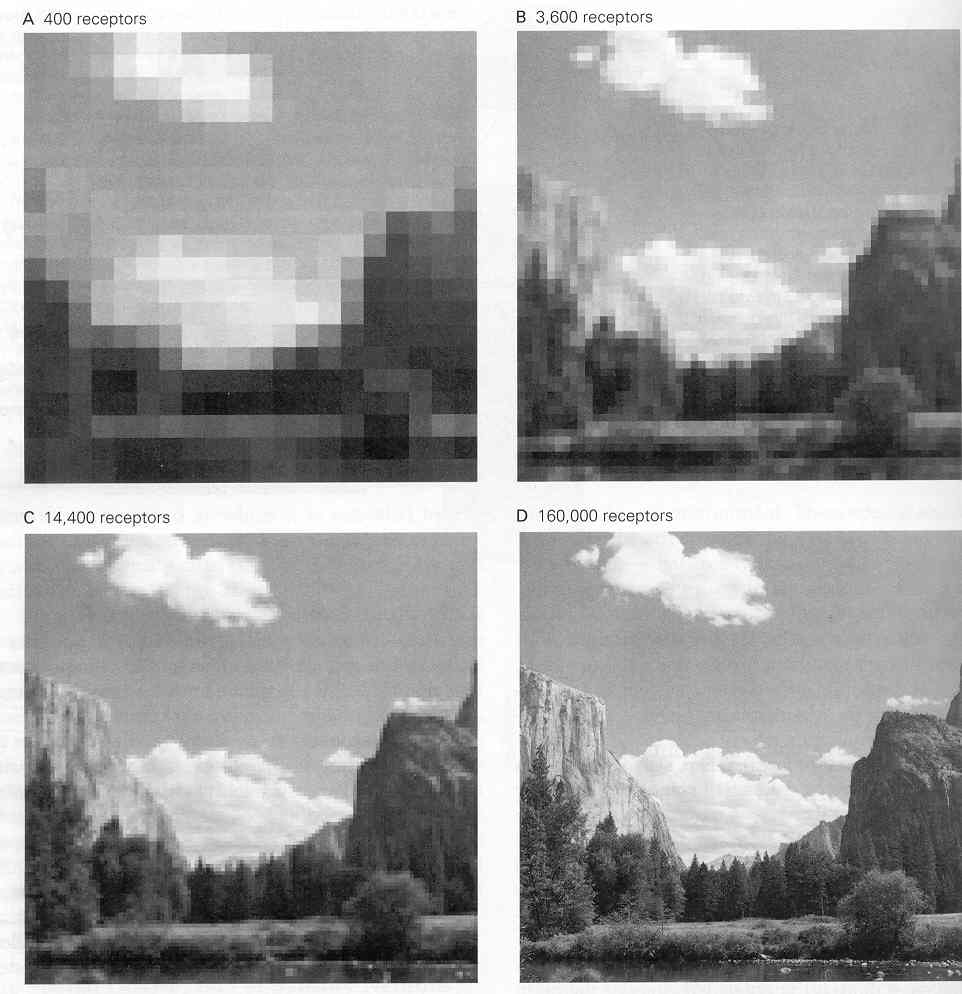 A 400 receptors
B 3,600 receptors
C 14,400 receptors
D 160,000 receptors